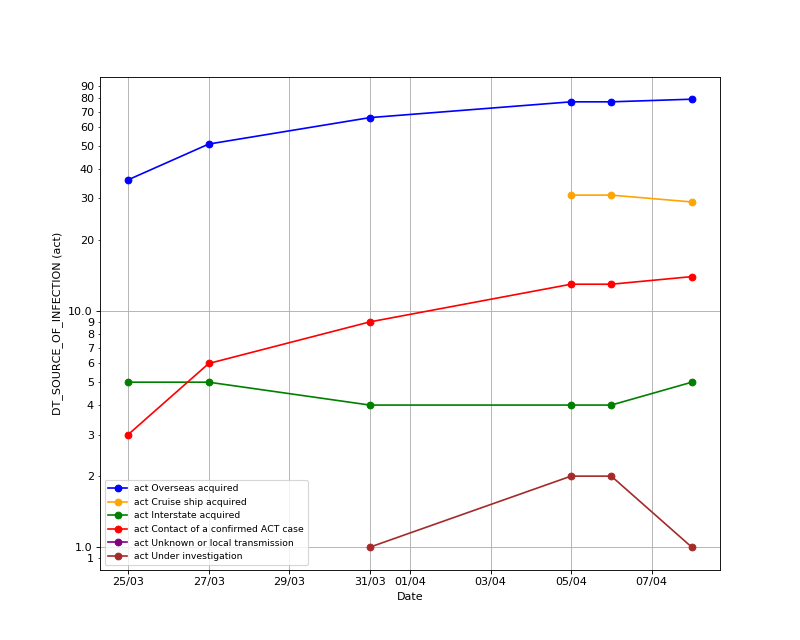 90
80
70
60
50
40
30
20
10.0
9
8
7
6
5
4
3
2
1.0
1
DT_SOURCE_OF_INFECTION (act)
act Overseas acquired
act Cruise ship acquired
act Interstate acquired
act Contact of a confirmed ACT case
act Unknown or local transmission
act Under investigation
25/03 27/03 29/03 31/03 01/04 03/04 05/04 07/04
Date